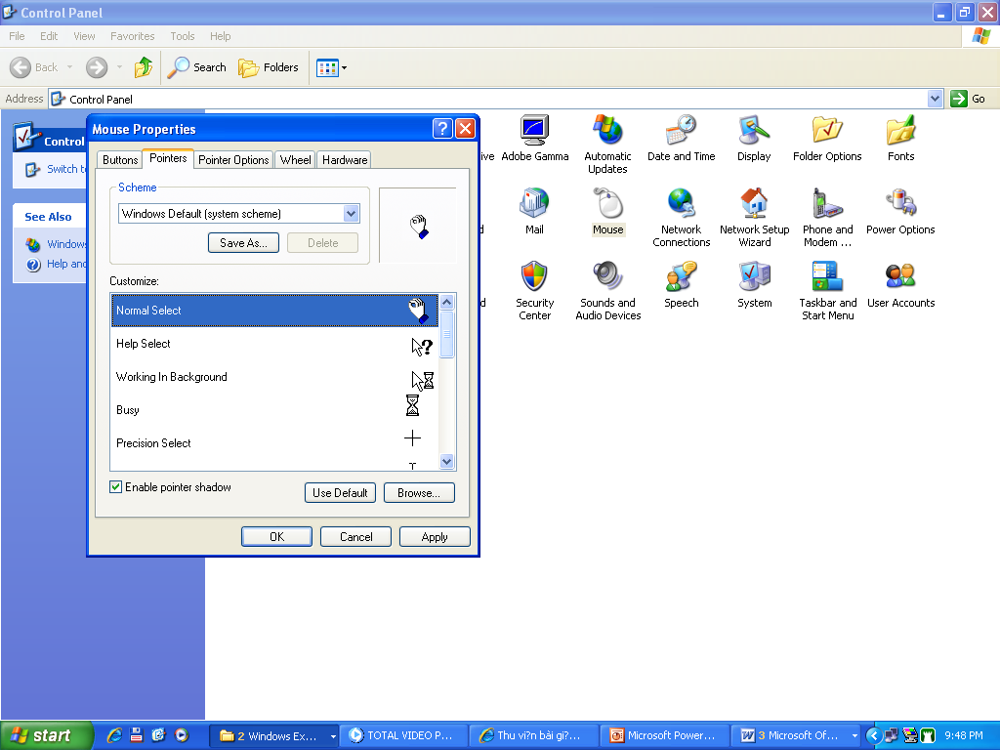 Control Panel
File Edit View Favorites Tools Help
Back Search Folders
Address Control Panel Go
Mouse Properties
Buttons Pointers Pointer Options Wheel Hardware
Scheme
Windows Default (system scheme)
Save As... Delete
Customize:
Normal Select
Help Select
Working In Background
Busy
Precision Select
Enable pointer shadow
Use Default Browse...
OK Cancel Apply
Control
Switch to
See Also
Windows
Help and
Adobe Gamma
Automatic
Updates
Date and Time
Display
Folder Options
Fonts
Mail
Mouse
Network
Connections
Network Setup
Wizard
Phone and
Modem ...
Power Options
Security
Center
Sounds and
Audio Devices
Speech
System
Taskbar and
Start Menu
User Accounts
start 2 Windows Ex... TOTAL VIDEO P... Thu vi?n bài gi?... Microsoft Power... 3 Microsoft Of... 9:48 PM